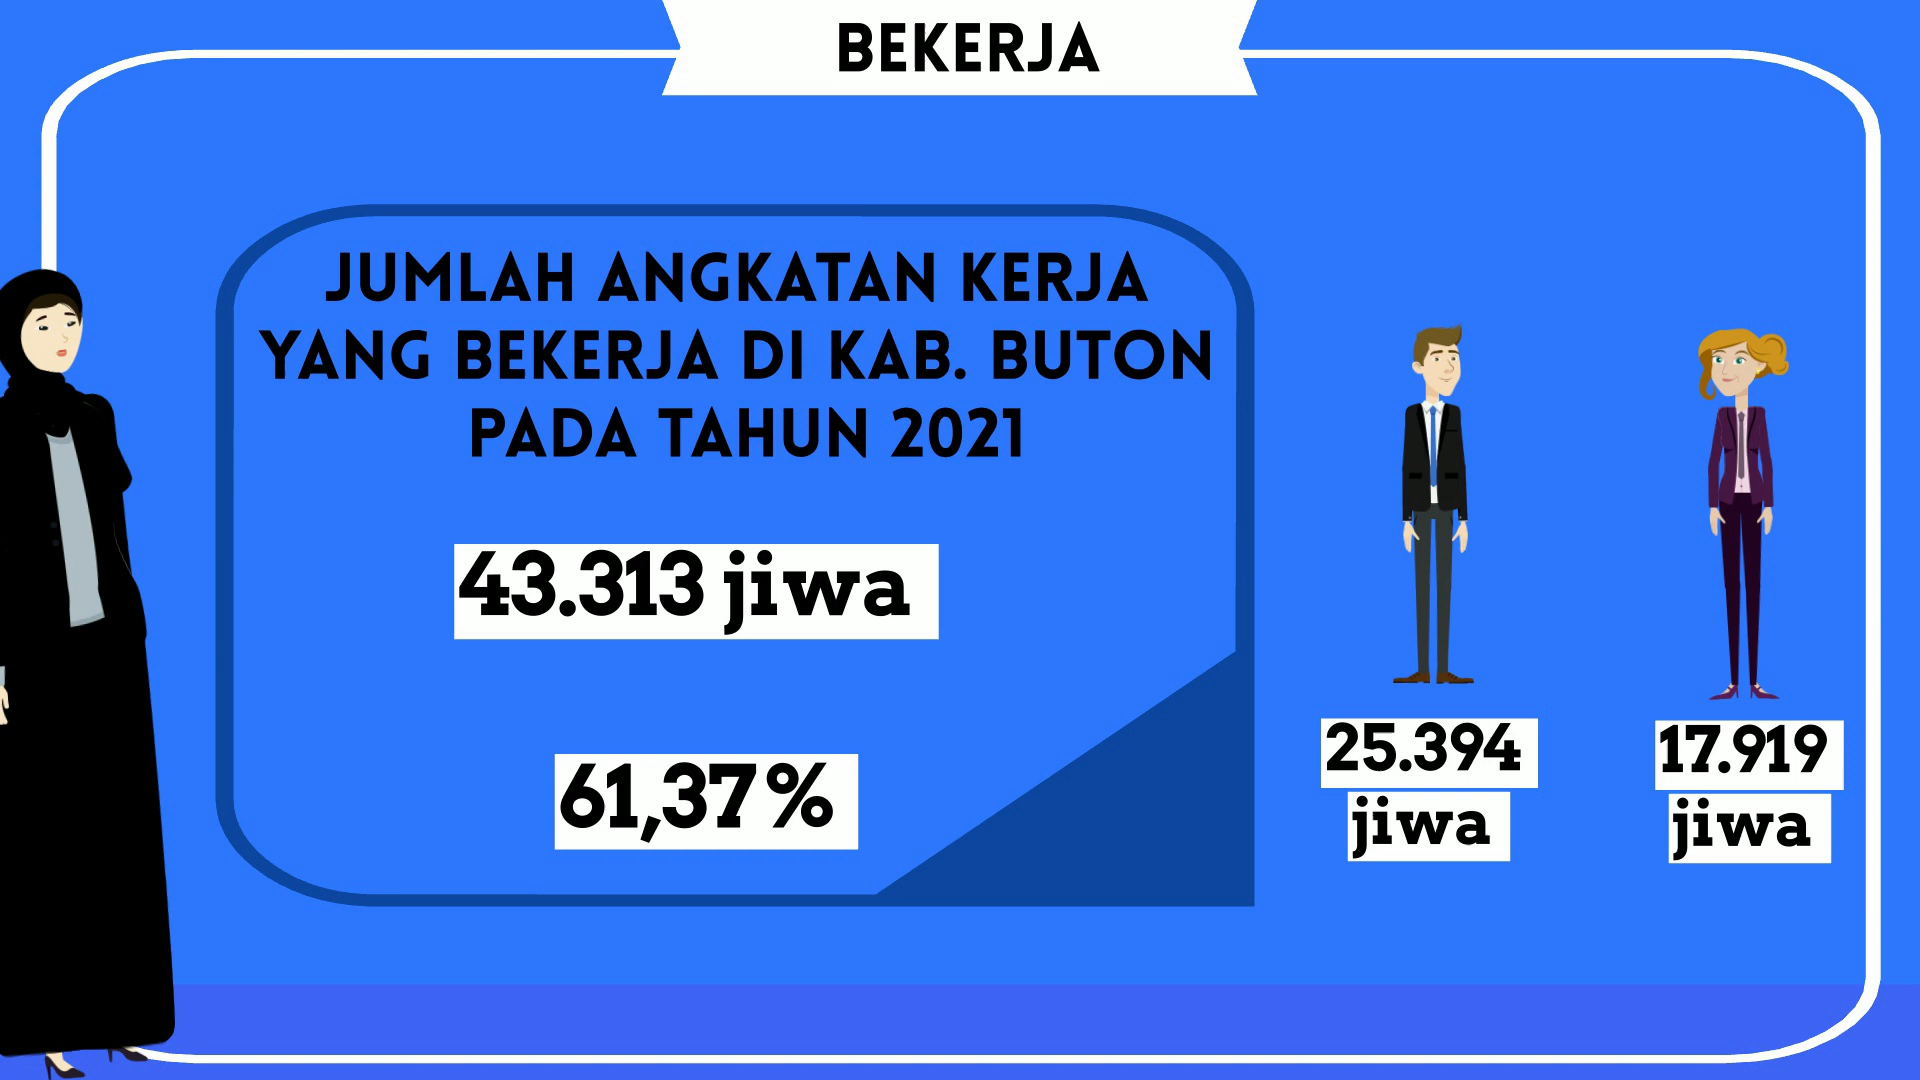 BEKERJA
JUMLAH ANGKATAN KERJA
YANG BEKERJA DI KAB. BUTON
PADA TAHUN 2021
43.313 jiwa
61,37%
25.394
jiwa
17.919
jiwa